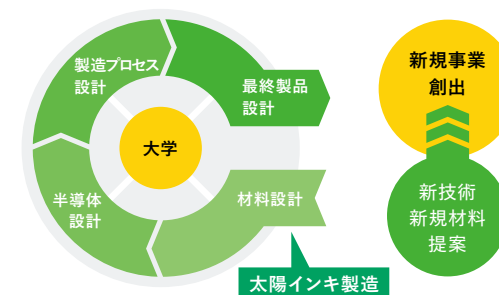 製造プロセス
設計
最終製品
設計
大学
半導体
設計
材料設計
太陽インキ製造
新規事業
創出
新技術
新規材料
提案